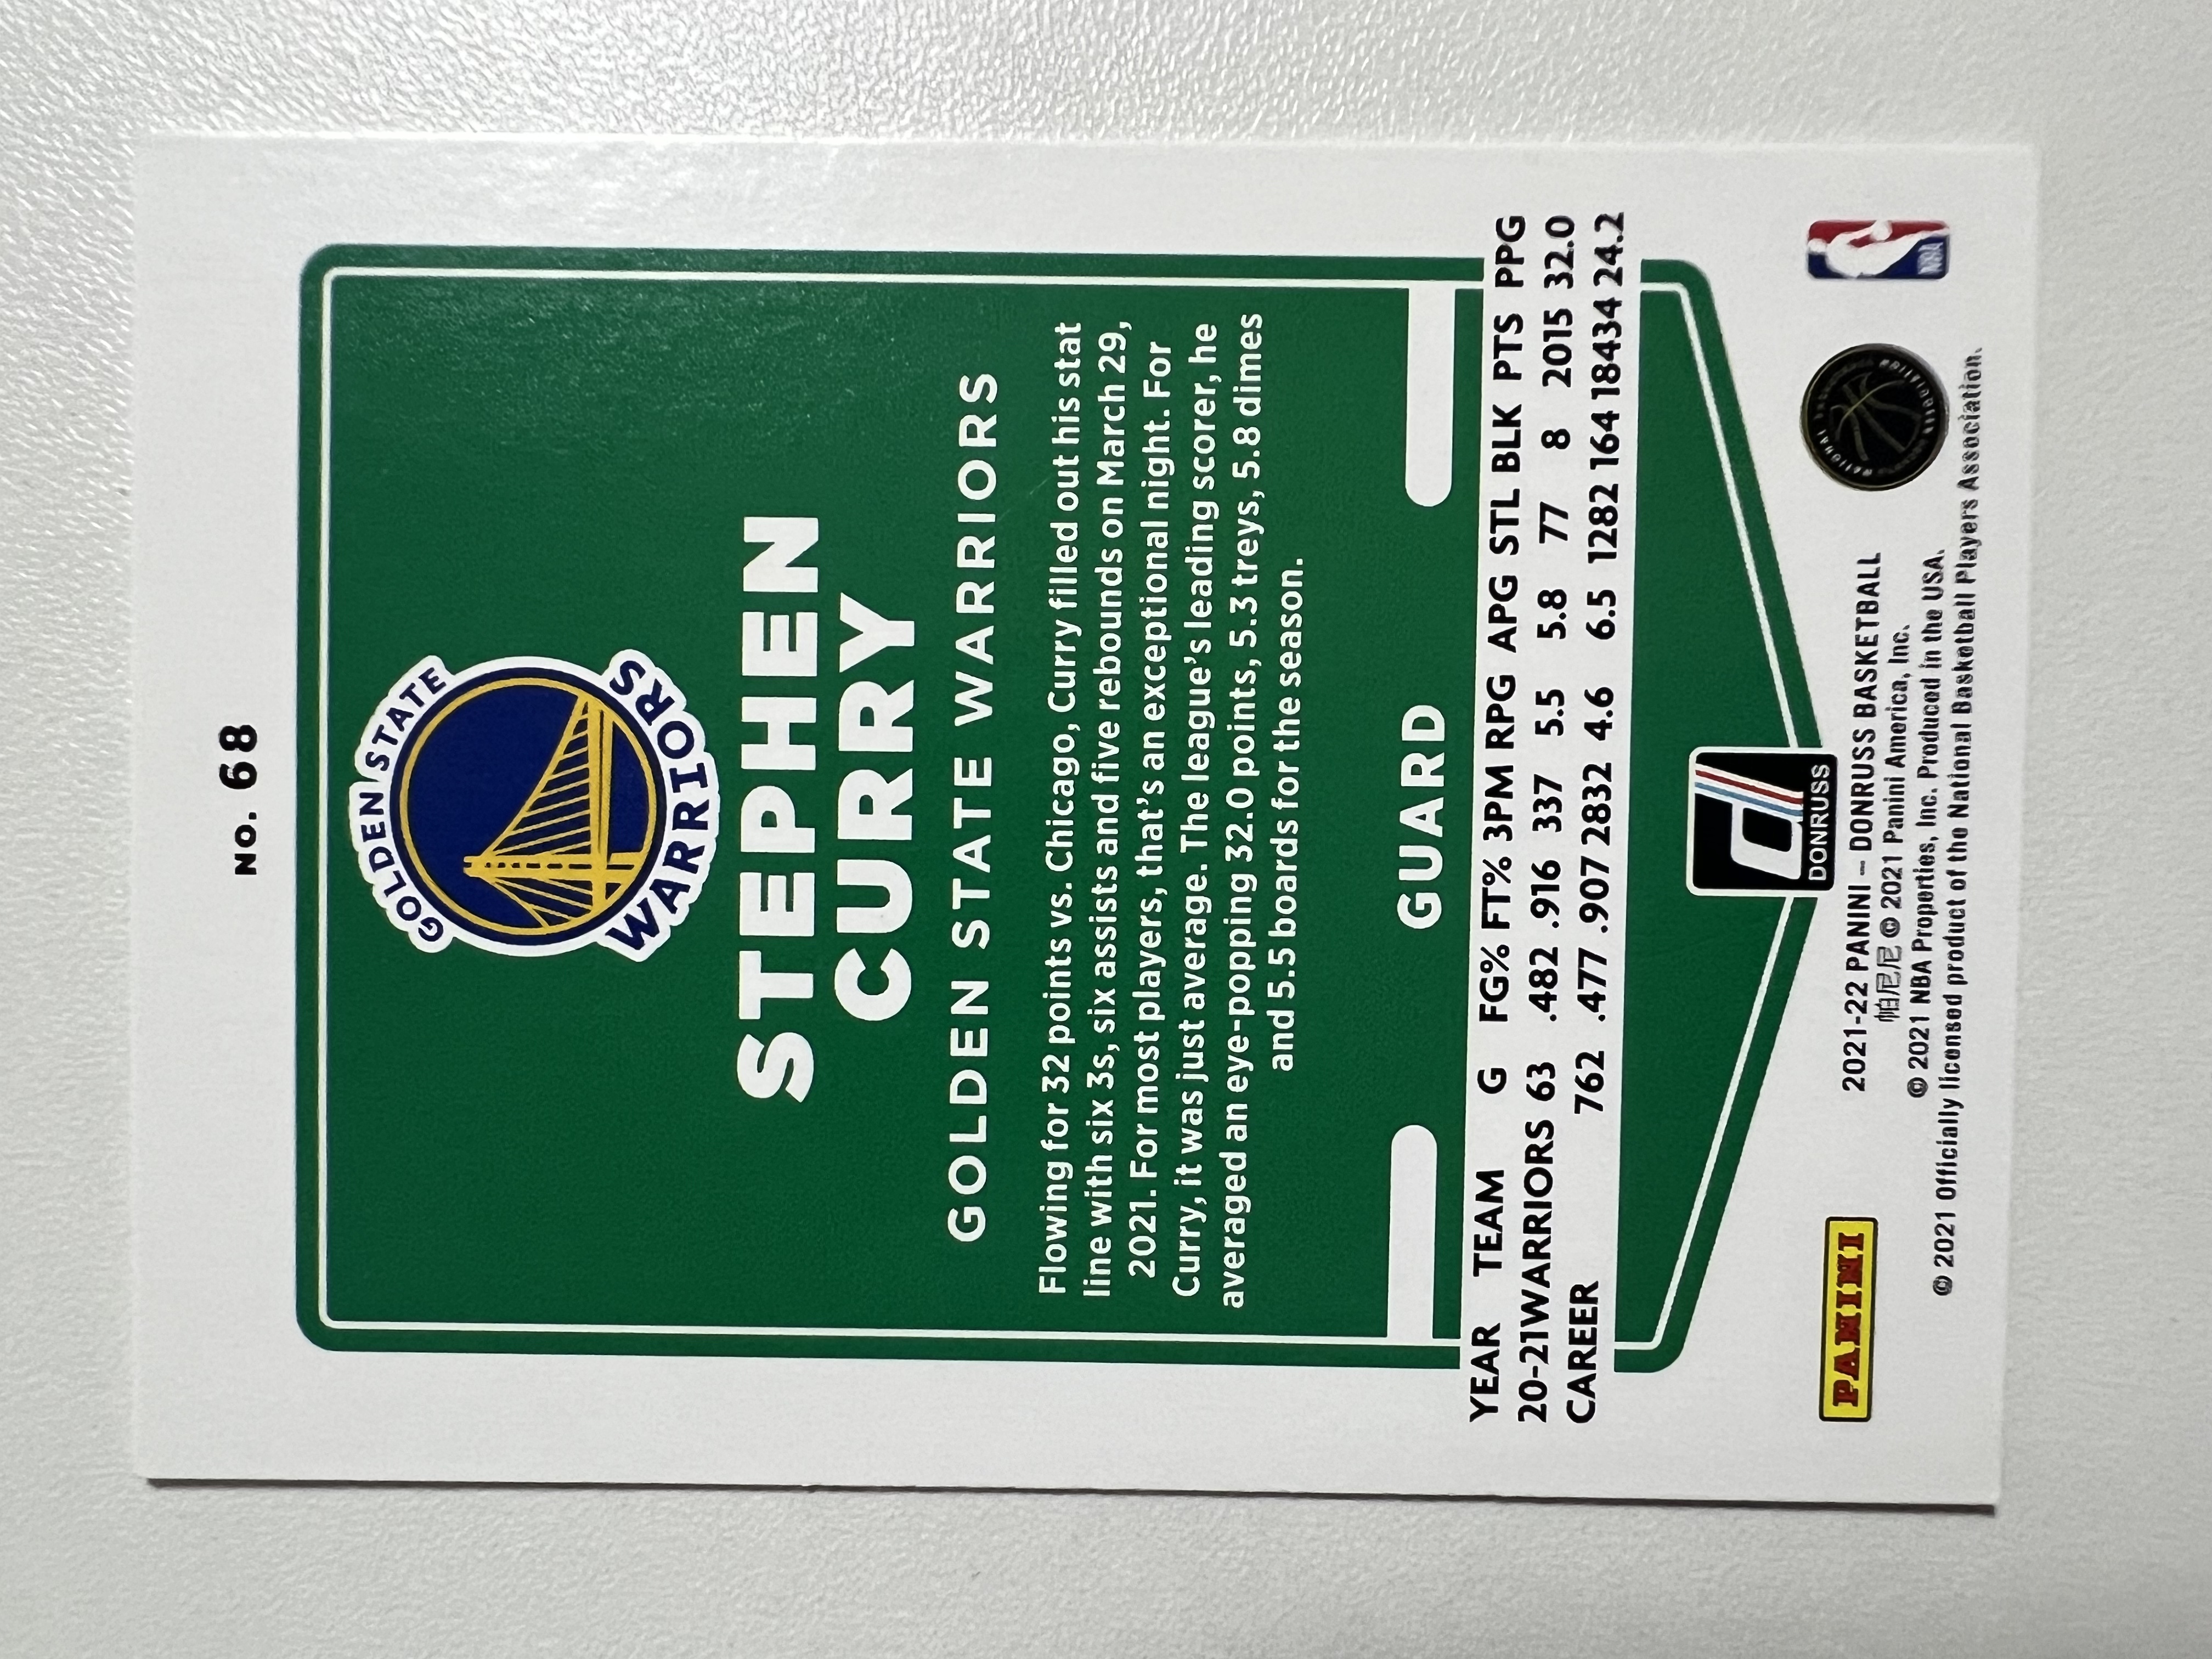 No. 68
GOLDEN STATE
WARRIORS
STEPHEN
CURRY
GOLDEN STATE WARRIORS
Flowing for 32 points vs. Chicago, Curry filled out his stat
line with six 3s, six assists and five rebounds on March 29,
2021. For most players, that's an exceptional night. For
Curry, it was just average. The league's leading scorer, he
averaged an eye-popping 32.0 points, 5.3 treys, 5.8 dimes
and 5.5 boards for the season.
GUARD
YEAR TEAM G FG% FT% 3PM RPG APG STL BLK PTS PPG
20-21 WARRIORS 63 .482 .916 337 5.5 5.8 77 8 2015 32.0
CAREER 762 .477 .907 2832 4.6 6.5 1282 164 18434 24.2
DONRUSS
PANINI
2021-22 PANINI – DONRUSS BASKETBALL
帕尼尼 © 2021 Panini America, Inc.
© 2021 NBA Properties, Inc. Produced in the USA.
© 2021 Officially licensed product of the National Basketball Players Association.
NBA